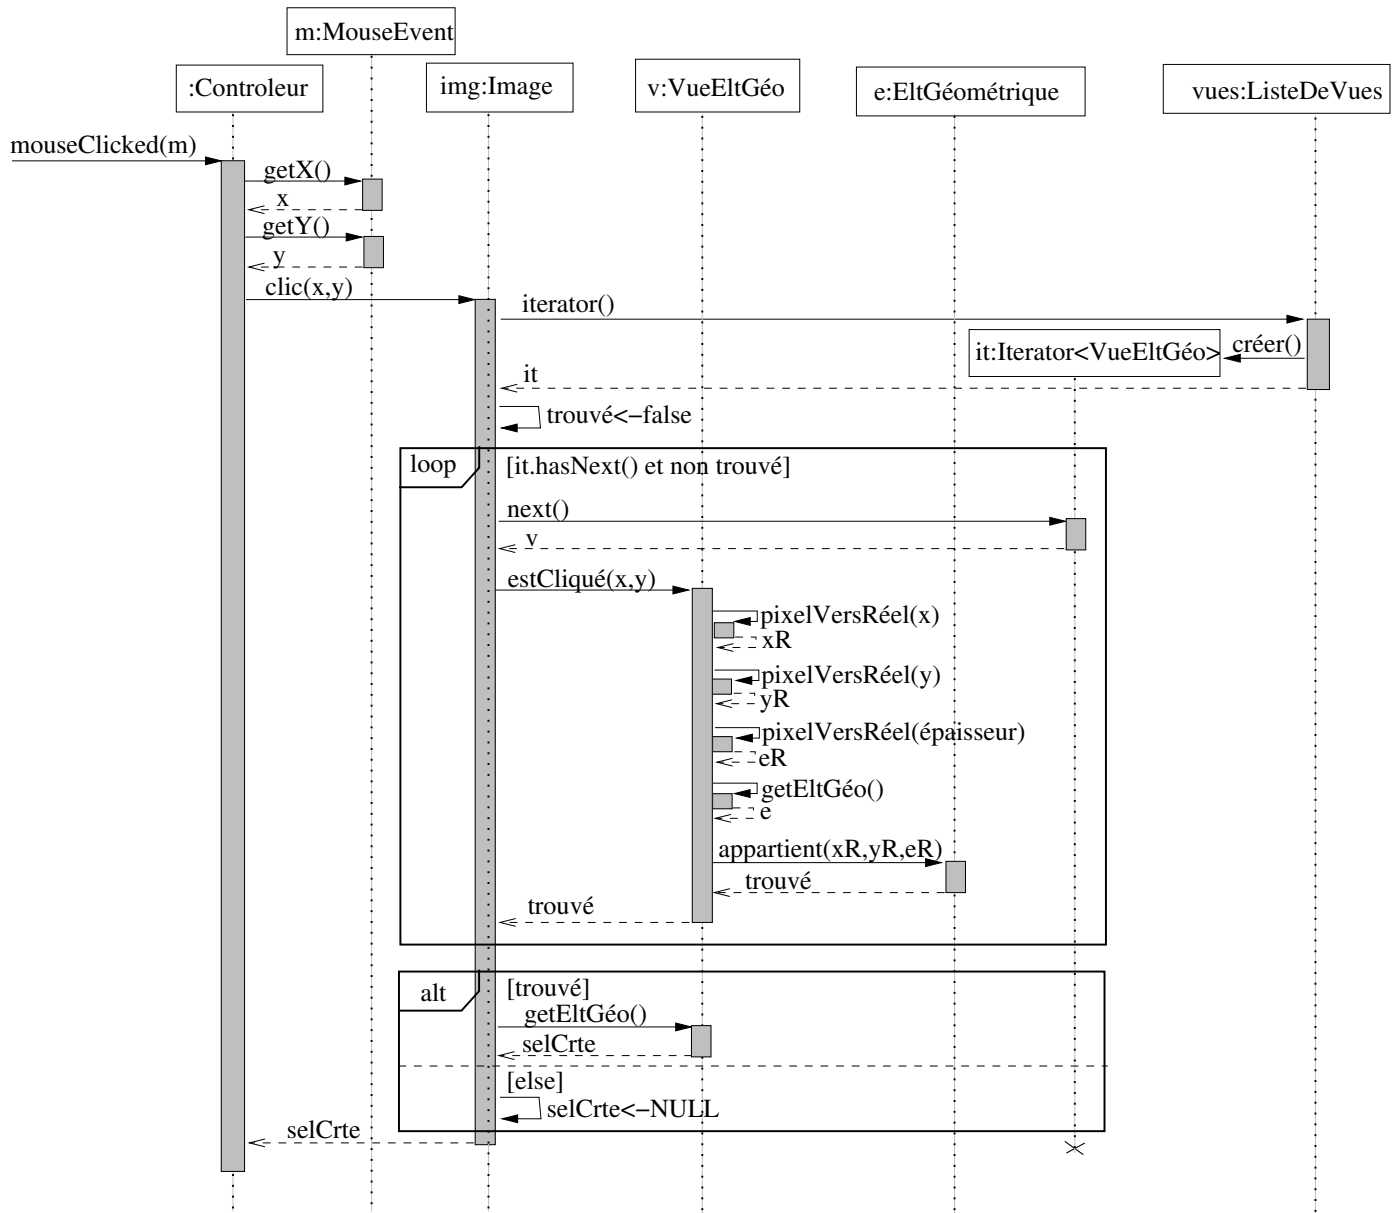 m:MouseEvent
:Controleur
img:Image
v:VueEltGéo
e:EltGéométrique
vues:ListeDeVues
mouseClicked(m)
getX()
x
getY()
y
clic(x,y)
iterator()
it:Iterator<VueEltGéo>
créer()
it
trouvé<−false
loop
[it.hasNext() et non trouvé]
next()
v
estCliqué(x,y)
pixelVersRéel(x)
xR
pixelVersRéel(y)
yR
pixelVersRéel(épaisseur)
eR
getEltGéo()
e
appartient(xR,yR,eR)
trouvé
trouvé
alt
[trouvé]
getEltGéo()
selCrte
[else]
selCrte<−NULL
selCrte